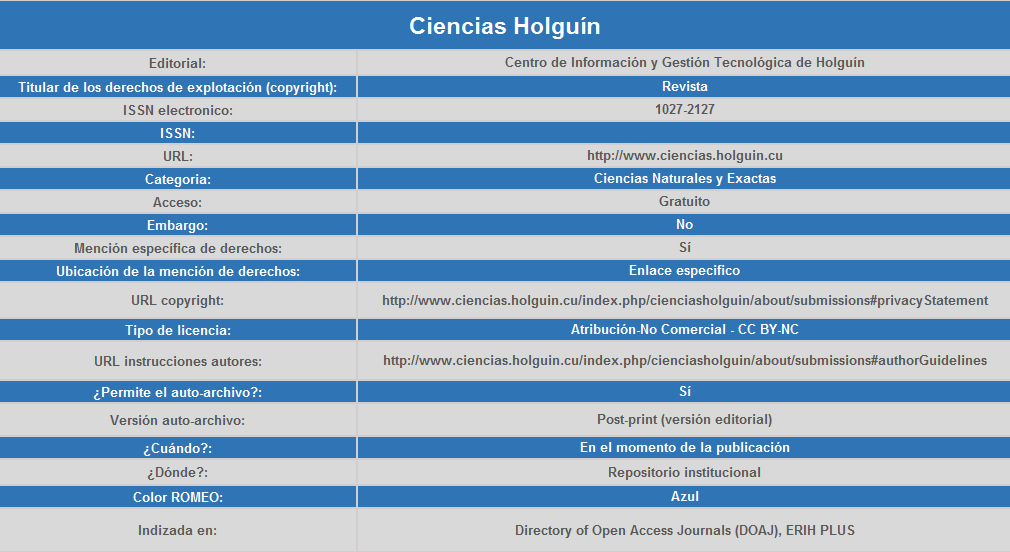 Ciencias Holguín
Editorial: Centro de Información y Gestión Tecnológica de Holguín
Titular de los derechos de explotación (copyright): Revista
ISSN electronico: 1027-2127
ISSN:
URL: http://www.ciencias.holguin.cu
Categoria: Ciencias Naturales y Exactas
Acceso: Gratuito
Embargo: No
Mención específica de derechos: Sí
Ubicación de la mención de derechos: Enlace especifico
URL copyright: http://www.ciencias.holguin.cu/index.php/cienciasholguin/about/submissions#privacyStatement
Tipo de licencia: Atribución-No Comercial - CC BY-NC
URL instrucciones autores: http://www.ciencias.holguin.cu/index.php/cienciasholguin/about/submissions#authorGuidelines
¿Permite el auto-archivo?: Sí
Versión auto-archivo: Post-print (versión editorial)
¿Cuándo?: En el momento de la publicación
¿Dónde?: Repositorio institucional
Color ROMEO: Azul
Indizada en: Directory of Open Access Journals (DOAJ), ERIH PLUS